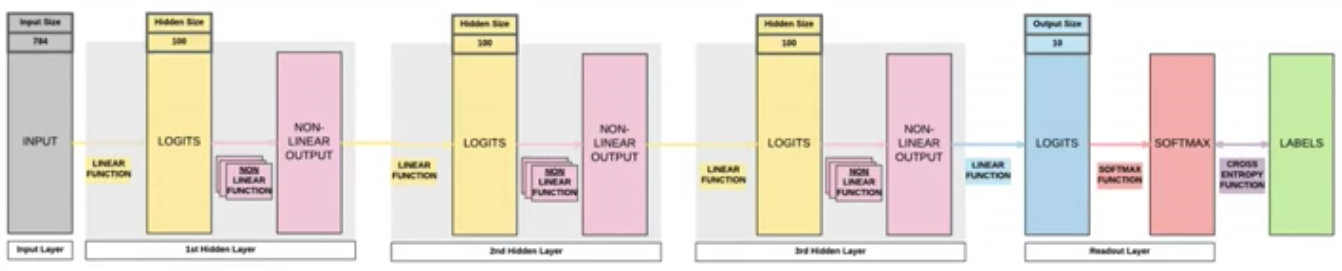 Input Size
784
INPUT
Input Layer
LINEAR
FUNCTION
Hidden Size
100
LOGITS
NON
LINEAR
FUNCTION
NON-
LINEAR
OUTPUT
1st Hidden Layer
LINEAR
FUNCTION
Hidden Size
100
LOGITS
NON
LINEAR
FUNCTION
NON-
LINEAR
OUTPUT
2nd Hidden Layer
LINEAR
FUNCTION
Hidden Size
100
LOGITS
NON
LINEAR
FUNCTION
NON-
LINEAR
OUTPUT
3rd Hidden Layer
LINEAR
FUNCTION
Output Size
10
LOGITS
SOFTMAX
FUNCTION
SOFTMAX
Readout Layer
CROSS
ENTROPY
FUNCTION
LABELS